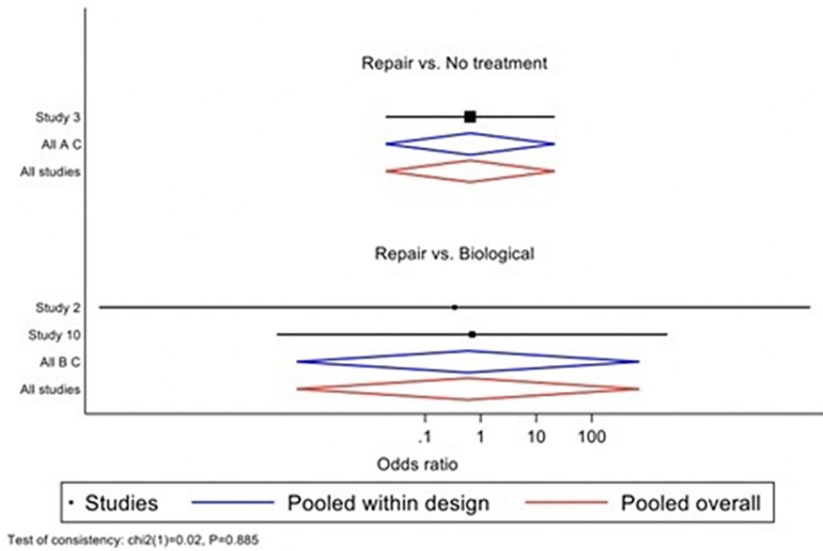 Repair vs. No treatment
Study 3
All A C
All studies
Repair vs. Biological
Study 2
Study 10
All B C
All studies
.1 1 10 100
Odds ratio
Studies Pooled within design Pooled overall
Test of consistency: chi2(1)=0.02, P=0.885